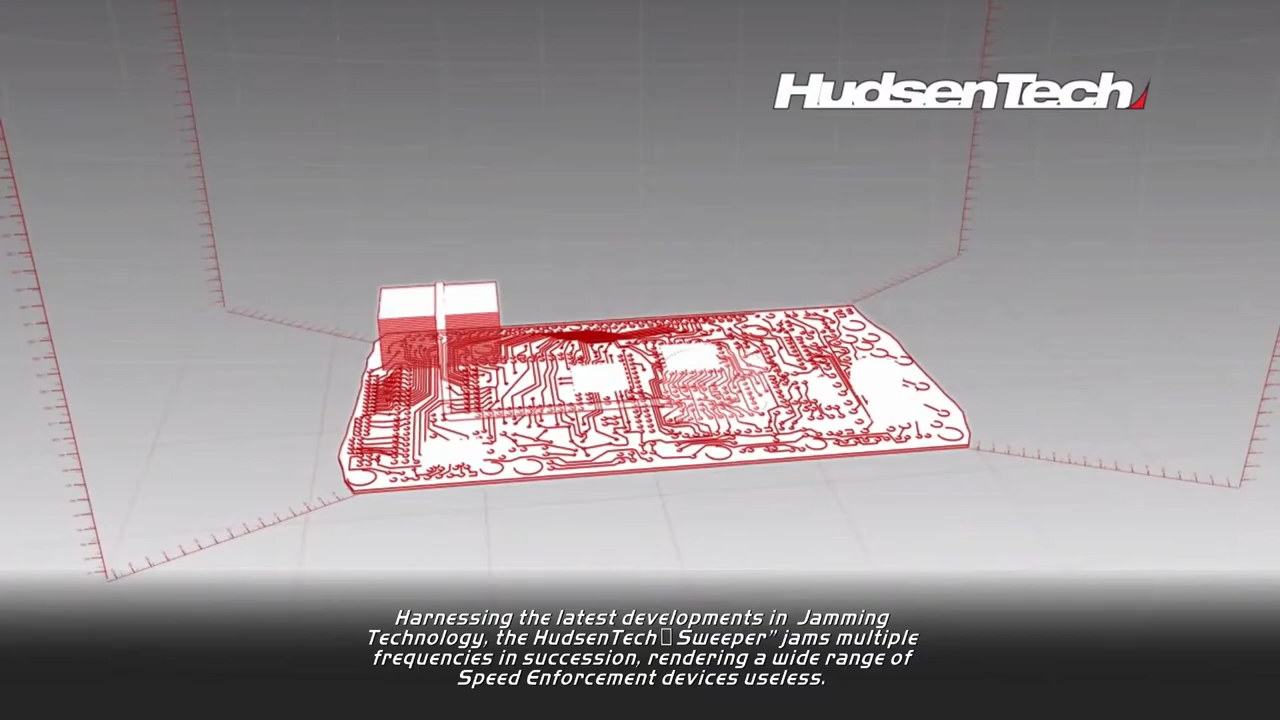 HudsenTech
Harnessing the latest developments in Jamming
Technology, the HudsenTech▯Sweeper” jams multiple
frequencies in succession, rendering a wide range of
Speed Enforcement devices useless.